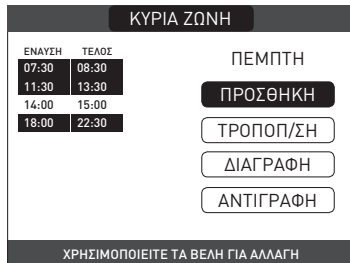 ΚΥΡΙΑ ΖΩΝΗ
ΕΝΑΥΣΗ ΤΕΛΟΣ
07:30 08:30
11:30 13:30
14:00 15:00
18:00 22:30
ΠΕΜΠΤΗ
ΠΡΟΣΘΗΚΗ
ΤΡΟΠΟΠ/ΣΗ
ΔΙΑΓΡΑΦΗ
ΑΝΤΙΓΡΑΦΗ
ΧΡΗΣΙΜΟΠΟΙΕΙΤΕ ΤΑ ΒΕΛΗ ΓΙΑ ΑΛΛΑΓΗ